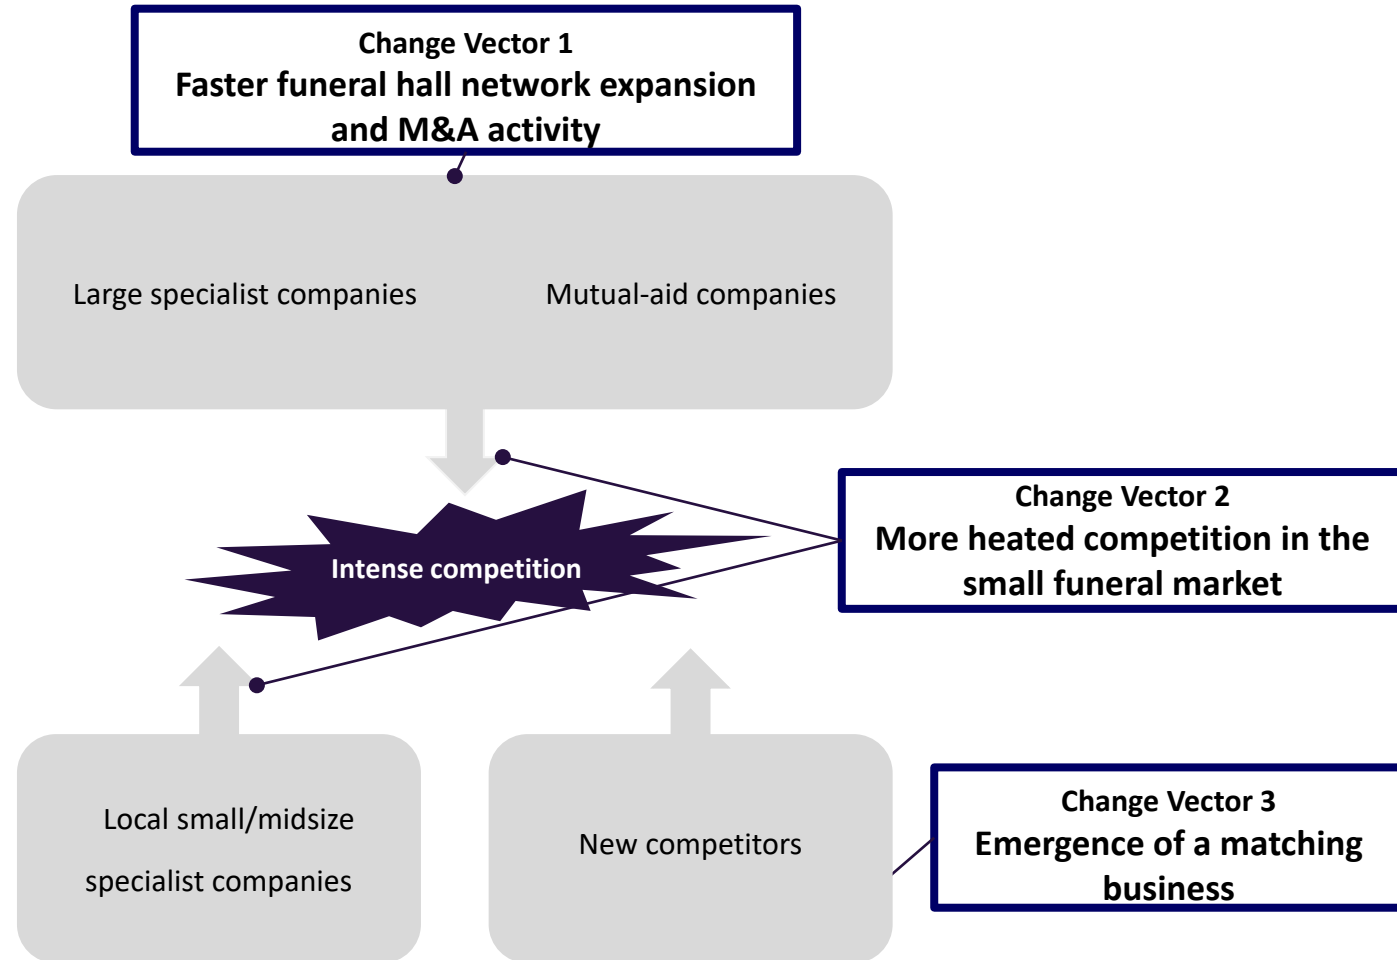 Change Vector 1
Faster funeral hall network expansion
and M&A activity
Large specialist companies
Mutual-aid companies
Change Vector 2
More heated competition in the
small funeral market
Intense competition
Local small/midsize
specialist companies
New competitors
Change Vector 3
Emergence of a matching
business